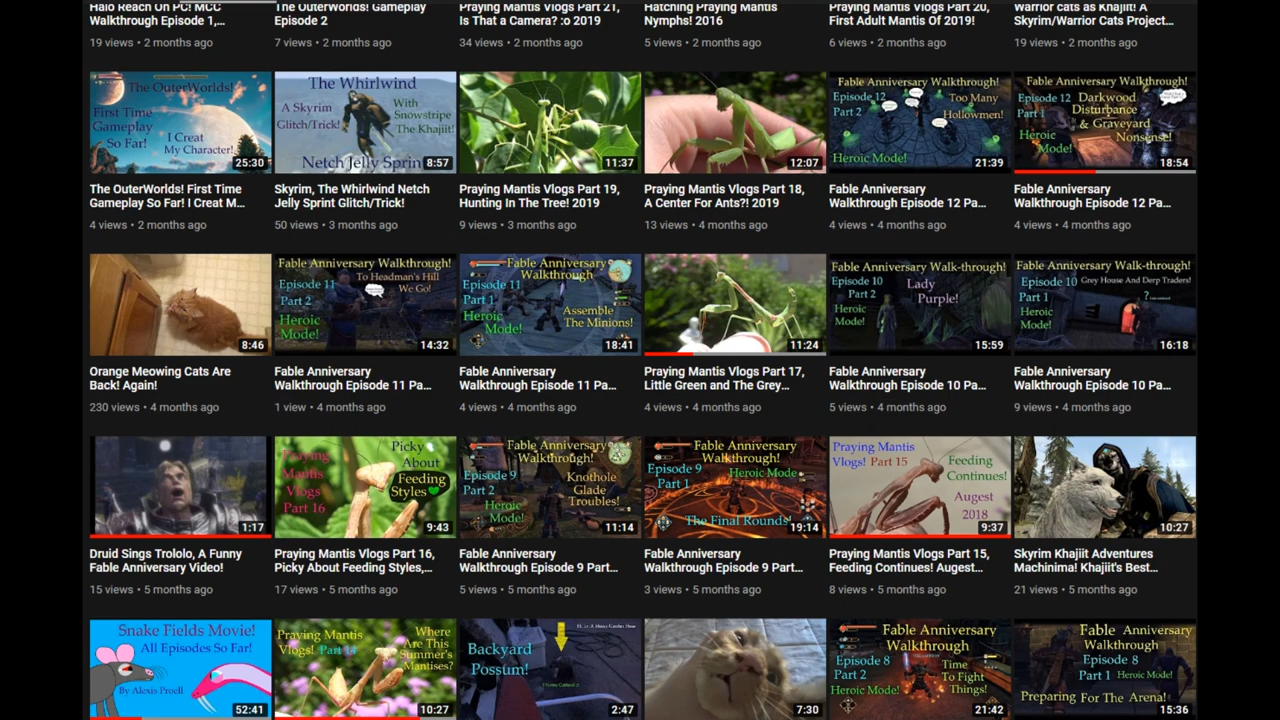 Halo Reach On PC! MCC
Walkthrough Episode 1,...
19 views • 2 months ago
The OuterWorlds! Gameplay
Episode 2
7 views • 2 months ago
Praying Mantis Vlogs Part 21,
Is That a Camera? :o 2019
34 views • 2 months ago
Hatching Praying Mantis
Nymphs! 2016
5 views • 2 months ago
Praying Mantis Vlogs Part 20,
First Adult Mantis Of 2019!
6 views • 2 months ago
Warrior cats as Khajiit! A
Skyrim/Warrior Cats Project...
19 views • 2 months ago
The OuterWorlds!
First Time
Gameplay
So Far!
I Creat
My Character!
25:30
The OuterWorlds! First Time
Gameplay So Far! I Creat M...
4 views • 2 months ago
The Whirlwind
A Skyrim
Glitch/Trick!
With
Snowstripe
The Khajiit!
Netch Jelly Sprin
8:57
Skyrim, The Whirlwind Netch
Jelly Sprint Glitch/Trick!
50 views • 3 months ago
11:37
Praying Mantis Vlogs Part 19,
Hunting In The Tree! 2019
9 views • 3 months ago
12:07
Praying Mantis Vlogs Part 18,
A Center For Ants?! 2019
13 views • 4 months ago
Fable Anniversary Walkthrough!
Episode 12
Part 2
Too Many
Hollowmen!
Heroic Mode!
21:39
Fable Anniversary
Walkthrough Episode 12 Pa...
4 views • 4 months ago
Fable Anniversary Walkthrough!
Episode 12
Part 1
Darkwood
Disturbance
& Graveyard
Nonsense!
Heroic
Mode!
18:54
Fable Anniversary
Walkthrough Episode 12 Pa...
4 views • 4 months ago
8:46
Orange Meowing Cats Are
Back! Again!
230 views • 4 months ago
Fable Anniversary Walkthrough!
To Headman's Hill
We Go!
Episode 11
Part 2
Heroic
Mode!
14:32
Fable Anniversary
Walkthrough Episode 11 Pa...
1 view • 4 months ago
Fable Anniversary
Walkthrough
Episode 11
Part 1
Heroic
Mode!
Assemble
The Minions!
18:41
Fable Anniversary
Walkthrough Episode 11 Pa...
4 views • 4 months ago
11:24
Praying Mantis Vlogs Part 17,
Little Green and The Grey...
4 views • 4 months ago
Fable Anniversary Walk-through!
Episode 10
Part 2
Lady
Purple!
Heroic
Mode!
15:59
Fable Anniversary
Walkthrough Episode 10 Pa...
5 views • 4 months ago
Fable Anniversary Walk-through!
Episode 10
Grey House And Derp Traders!
Part 1
Heroic
Mode!
16:18
Fable Anniversary
Walkthrough Episode 10 Pa...
9 views • 4 months ago
1:17
Druid Sings Trololo, A Funny
Fable Anniversary Video!
15 views • 5 months ago
Praying
Mantis
Vlogs
Part 16
Picky
About
Feeding
Styles
9:43
Praying Mantis Vlogs Part 16,
Picky About Feeding Styles,...
17 views • 5 months ago
Fable Anniversary
Walkthrough!
Episode 9
Part 2
Heroic
Mode!
Knothole
Glade
Troubles!
11:14
Fable Anniversary
Walkthrough Episode 9 Part...
5 views • 5 months ago
Fable Anniversary
Walkthrough!
Episode 9
Part 1
Heroic Mode
The Final Rounds!
19:14
Fable Anniversary
Walkthrough Episode 9 Part...
3 views • 5 months ago
Praying Mantis
Vlogs! Part 15
Feeding
Continues!
Augest
2018
9:37
Praying Mantis Vlogs Part 15,
Feeding Continues! Augest...
8 views • 5 months ago
10:27
Skyrim Khajiit Adventures
Machinima! Khajiit's Best...
21 views • 5 months ago
Snake Fields Movie!
All Episodes So Far!
By Alexis Proell
52:41
Praying Mantis
Vlogs! Part 14
Where
Are This
Summer's
Mantises?
10:27
Backyard
Possum!
2:47
7:30
Fable Anniversary
Walkthrough
Episode 8
Part 2
Heroic Mode!
Time
To Fight
Things!
21:42
Fable Anniversary
Walkthrough
Episode 8
Part 1 Heroic Mode!
Preparing For The Arena!
15:36